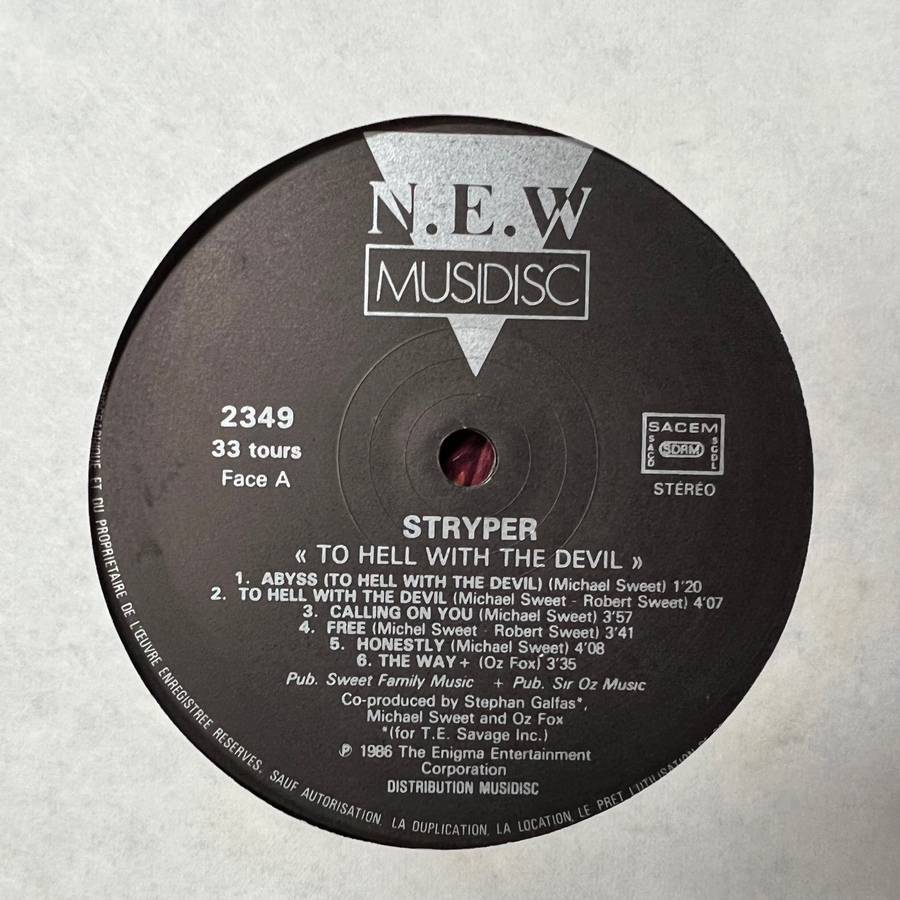 N.E.W
MUSIDISC
2349
33 tours
Face A
SACEM
SACD
SDRM
SGDL
STÉRÉO
STRYPER
« TO HELL WITH THE DEVIL »
1. ABYSS (TO HELL WITH THE DEVIL) (Michael Sweet) 1'20
2. TO HELL WITH THE DEVIL (Michael Sweet - Robert Sweet) 4'07
3. CALLING ON YOU (Michael Sweet) 3'57
4. FREE (Michel Sweet - Robert Sweet) 3'41
5. HONESTLY (Michael Sweet) 4'08
6. THE WAY + (Oz Fox) 3'35
Pub. Sweet Family Music + Pub. Sir Oz Music
Co-produced by Stephan Galfas*,
Michael Sweet and Oz Fox
*(for T.E. Savage Inc.)
℗ 1986 The Enigma Entertainment
Corporation
DISTRIBUTION MUSIDISC
ET DU PROPRIETAIRE DE L'ŒUVRE ENREGISTREE RESERVES. SAUF AUTORISATION, LA DUPLICATION, LA LOCATION, LE PRET L'UTILISATION